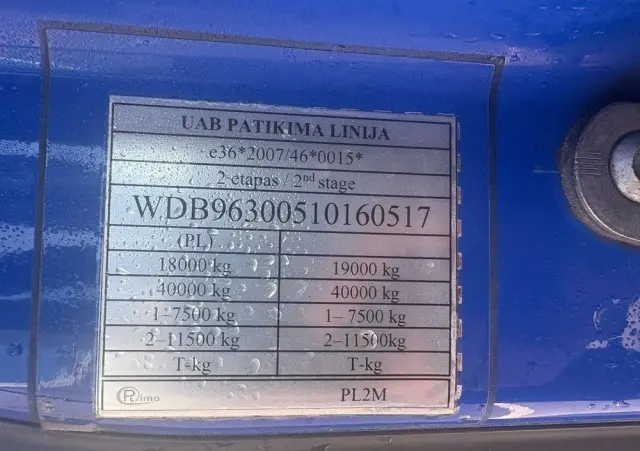 UAB PATIKIMA LINIJA
e36*2007/46*0015*
2 etapas / 2nd stage
WDB96300510160517
(PL)
18000 kg 19000 kg
40000 kg 40000 kg
1–7500 kg 1– 7500 kg
2–11500 kg 2–11500kg
T-kg T-kg
PL2M